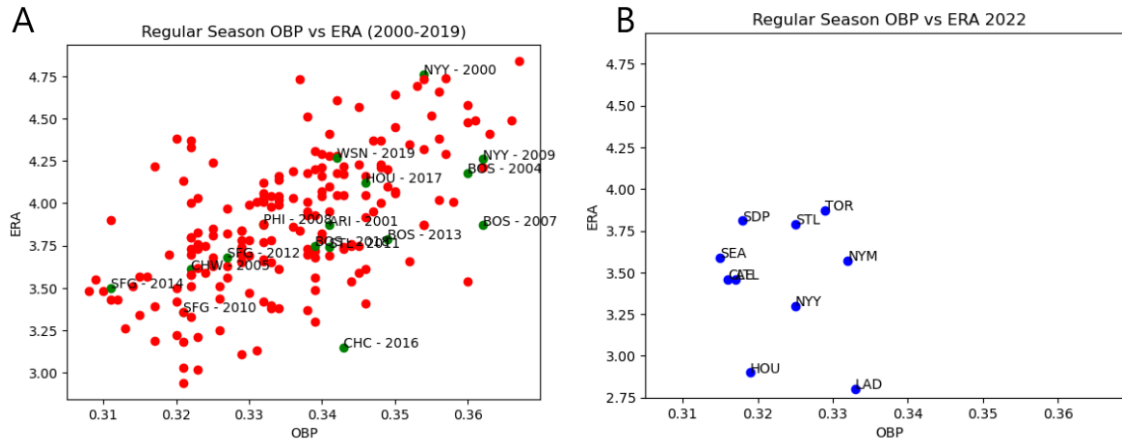 A
Regular Season OBP vs ERA (2000-2019)
ERA
4.75
4.50
4.25
4.00
3.75
3.50
3.25
3.00
NYY - 2000
WSN - 2019
NYY - 2009
BOS - 2004
HOU - 2017
PHI - 2008
ARI - 2001
BOS - 2007
BOS - 2013
2011
SFG - 2012
CHW - 2005
SFG - 2014
SFG - 2010
CHC - 2016
0.31 0.32 0.33 0.34 0.35 0.36
OBP
B
Regular Season OBP vs ERA 2022
ERA
4.75
4.50
4.25
4.00
3.75
3.50
3.25
3.00
2.75
TOR
SDP
STL
SEA
NYM
NYY
HOU
LAD
0.31 0.32 0.33 0.34 0.35 0.36
OBP